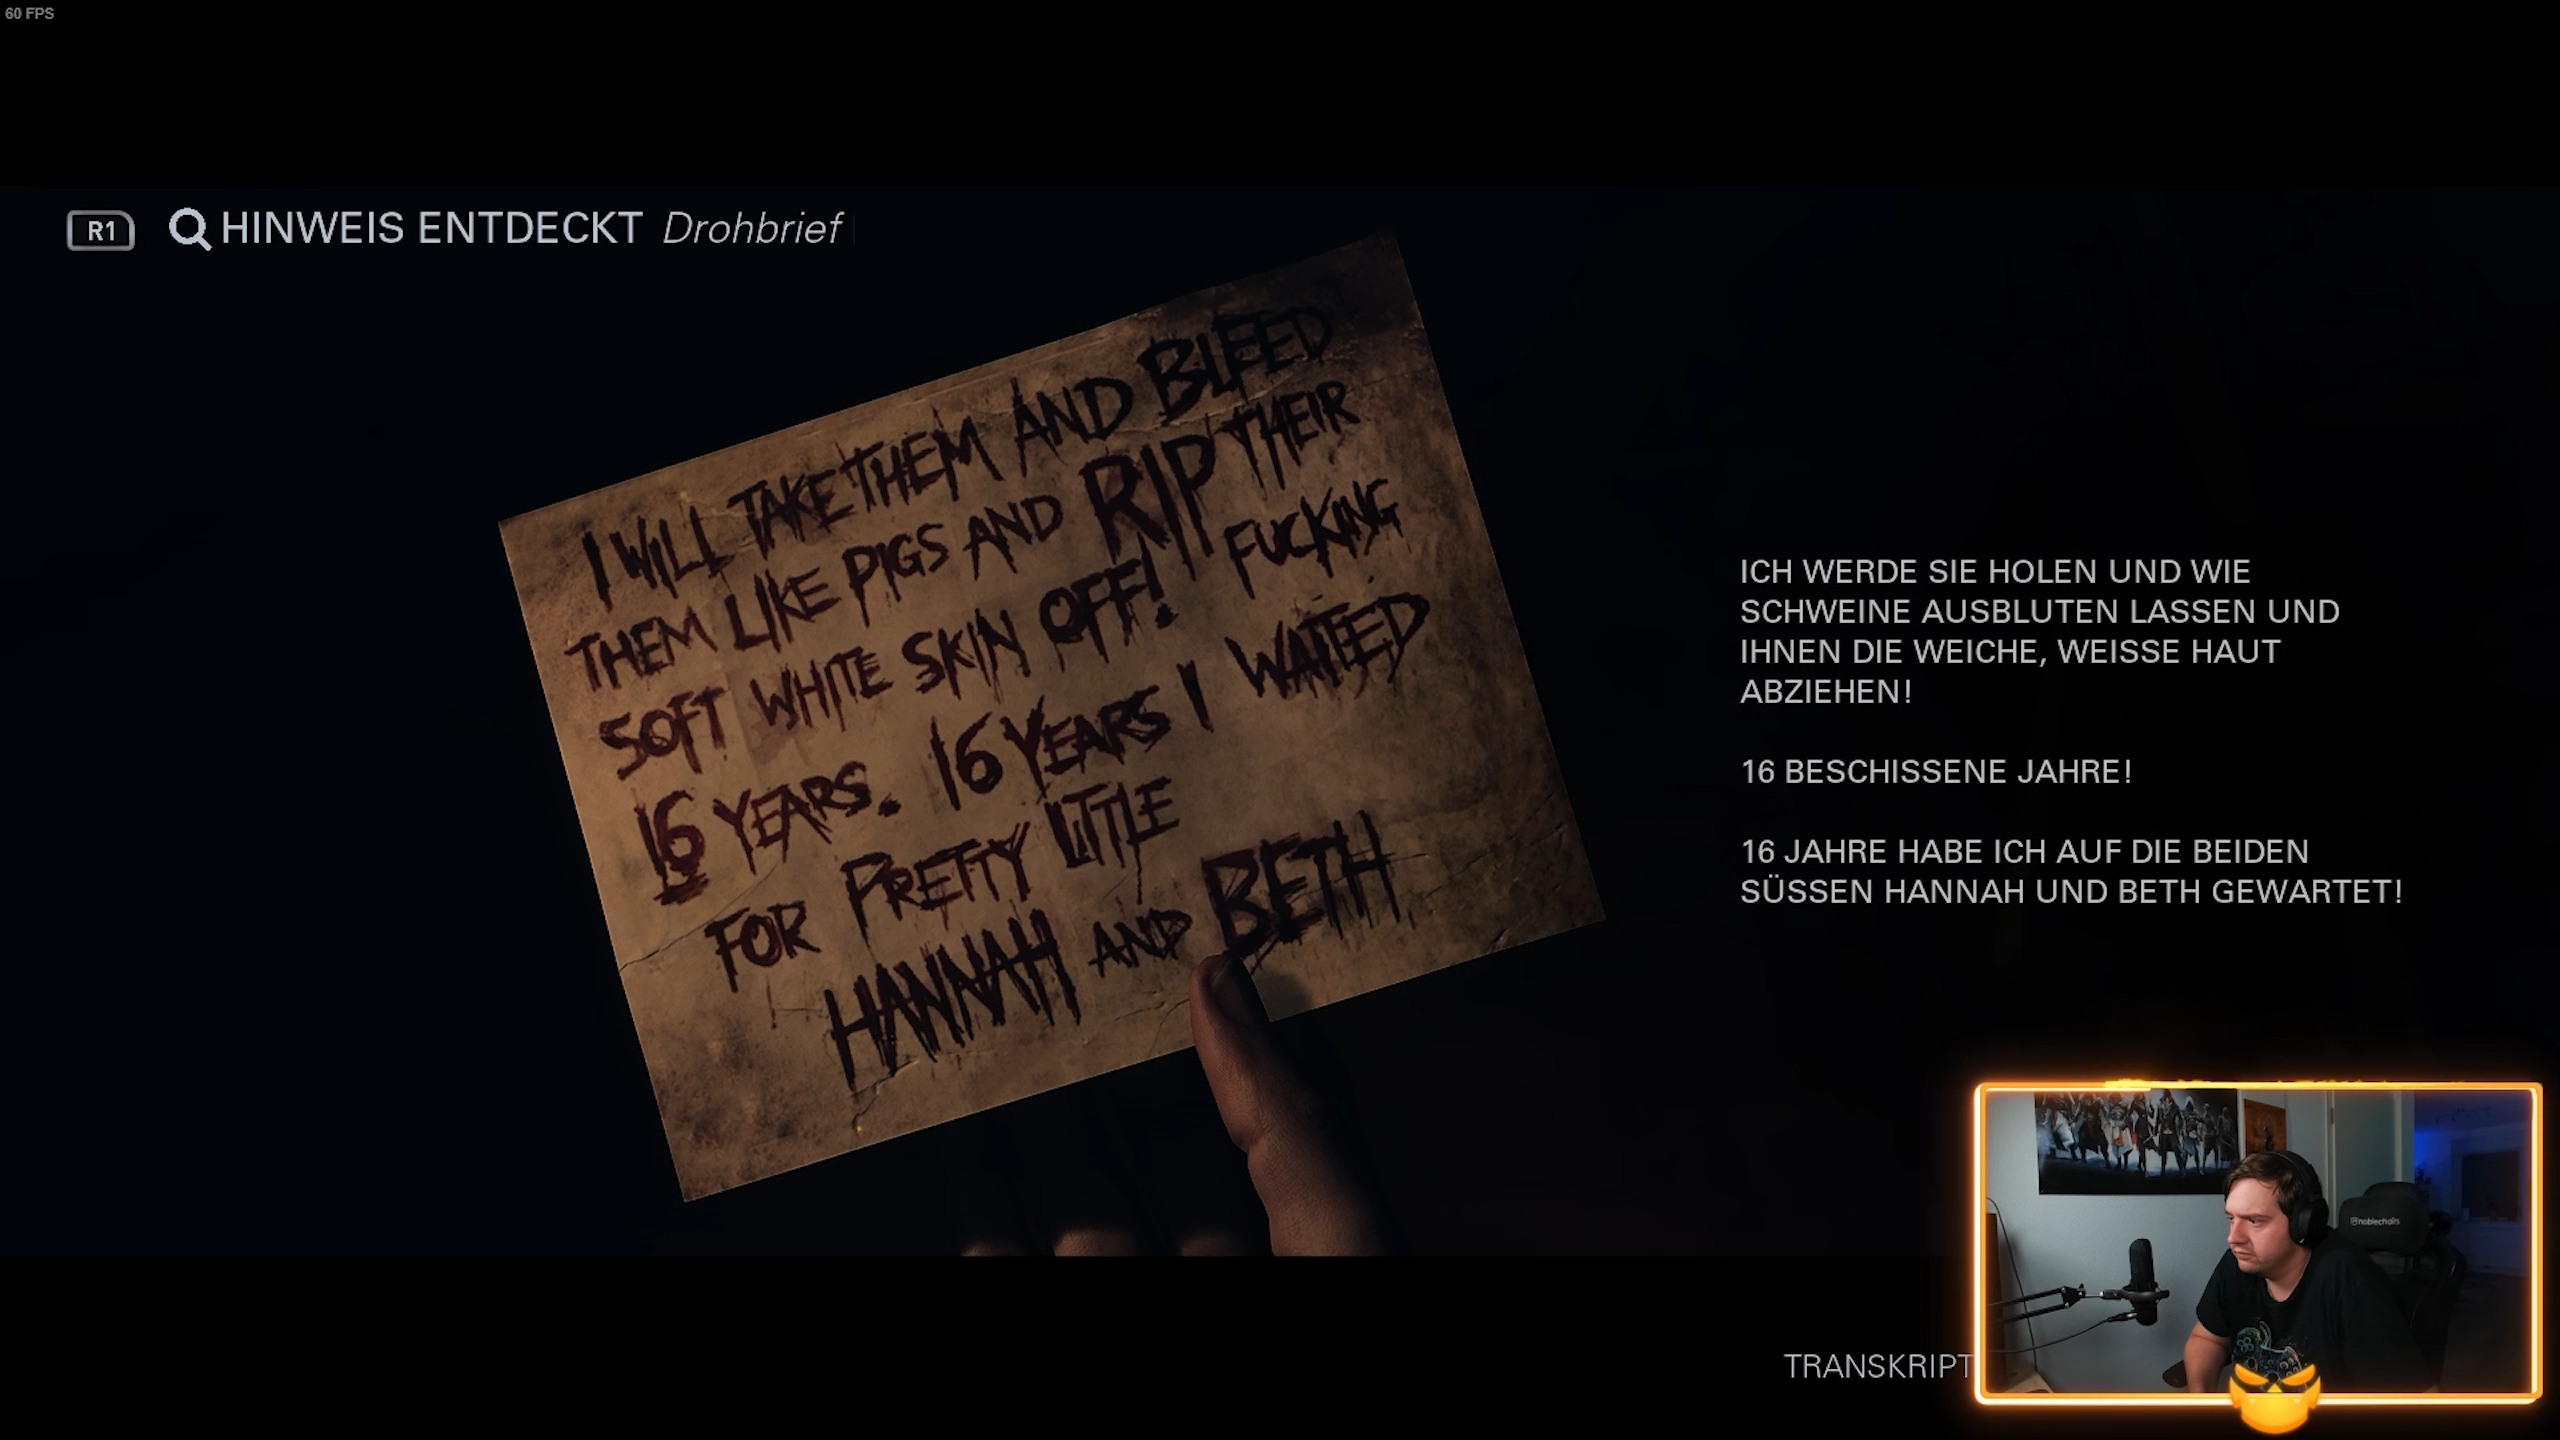 60 FPS
R1 HINWEIS ENTDECKT Drohbrief
I WILL TAKE THEM AND BLEED
THEM LIKE PIGS AND RIP THEIR
SOFT WHITE SKIN OFF! FUCKING
16 YEARS. 16 YEARS I WAITED
FOR PRETTY LITTLE
HANNAH AND BETH
ICH WERDE SIE HOLEN UND WIE
SCHWEINE AUSBLUTEN LASSEN UND
IHNEN DIE WEICHE, WEISSE HAUT
ABZIEHEN!
16 BESCHISSENE JAHRE!
16 JAHRE HABE ICH AUF DIE BEIDEN
SÜSSEN HANNAH UND BETH GEWARTET!
TRANSKRIPT
noblechairs